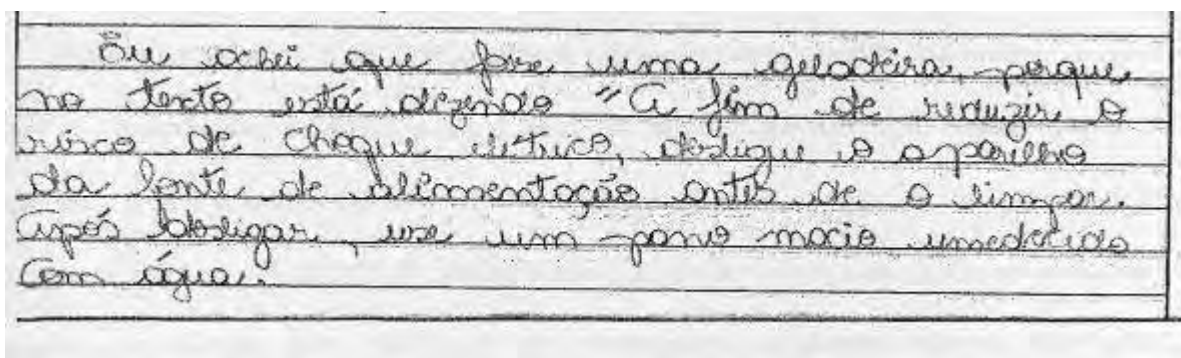 Eu achei que fosse uma geladeira, porque
no texto está dizendo "A fim de reduzir o
risco de choque elétrico, desligue o aparelho
da fonte de alimentação antes de o limpar.
Após desligar, use um pano macio umedecido
com água.